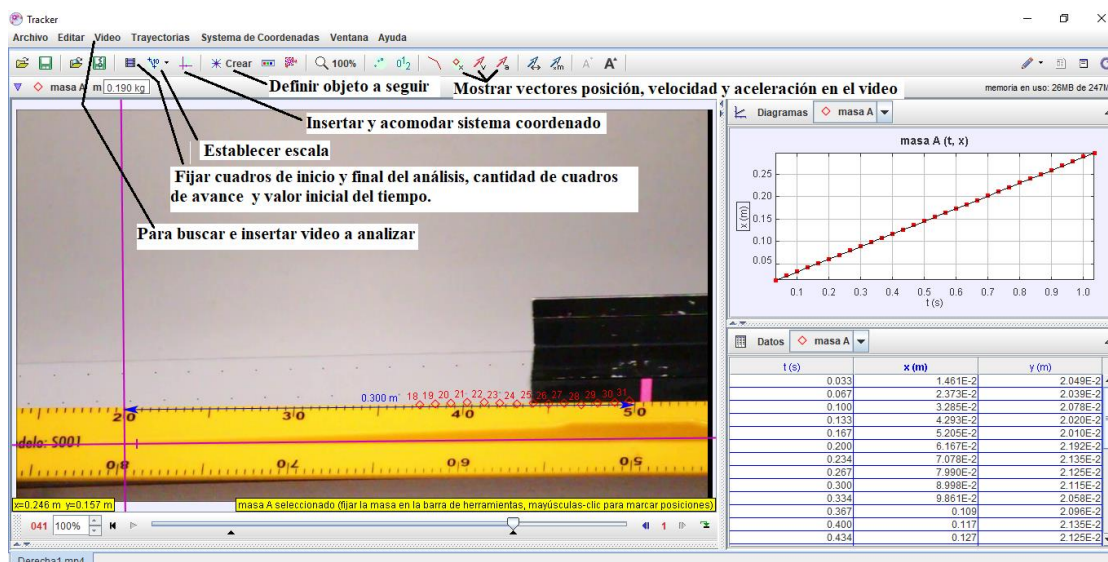 Tracker
Archivo Editar Video Trayectorias Systema de Coordenadas Ventana Ayuda
Crear 100%
masa A m 0.190 kg
memoria en uso: 26MB de 247M
Definir objeto a seguir
Mostrar vectores posición, velocidad y aceleración en el video
Insertar y acomodar sistema coordenado
Establecer escala
Fijar cuadros de inicio y final del análisis, cantidad de cuadros
de avance y valor inicial del tiempo.
Para buscar e insertar video a analizar
0.300 m
18 19 20 21 22 23 24 25 26 27 28 29 30 31
20 30 40 50
delo: S001
80 70 60 50
x=0.246 m y=0.157 m
masa A seleccionado (fijar la masa en la barra de herramientas, mayúsculas-clic para marcar posiciones)
041 100% 1
Derecha1.mp4
Diagramas masa A
masa A (t, x)
x (m)
0.25
0.20
0.15
0.10
0.05
0.1 0.2 0.3 0.4 0.5 0.6 0.7 0.8 0.9 1.0
t (s)
Datos masa A
t (s) x (m) y (m)
0.033 1.461E-2 2.049E-2
0.067 2.373E-2 2.039E-2
0.100 3.285E-2 2.078E-2
0.133 4.293E-2 2.020E-2
0.167 5.205E-2 2.010E-2
0.200 6.167E-2 2.192E-2
0.234 7.078E-2 2.135E-2
0.267 7.990E-2 2.125E-2
0.300 8.998E-2 2.115E-2
0.334 9.861E-2 2.058E-2
0.367 0.109 2.096E-2
0.400 0.117 2.135E-2
0.434 0.127 2.125E-2